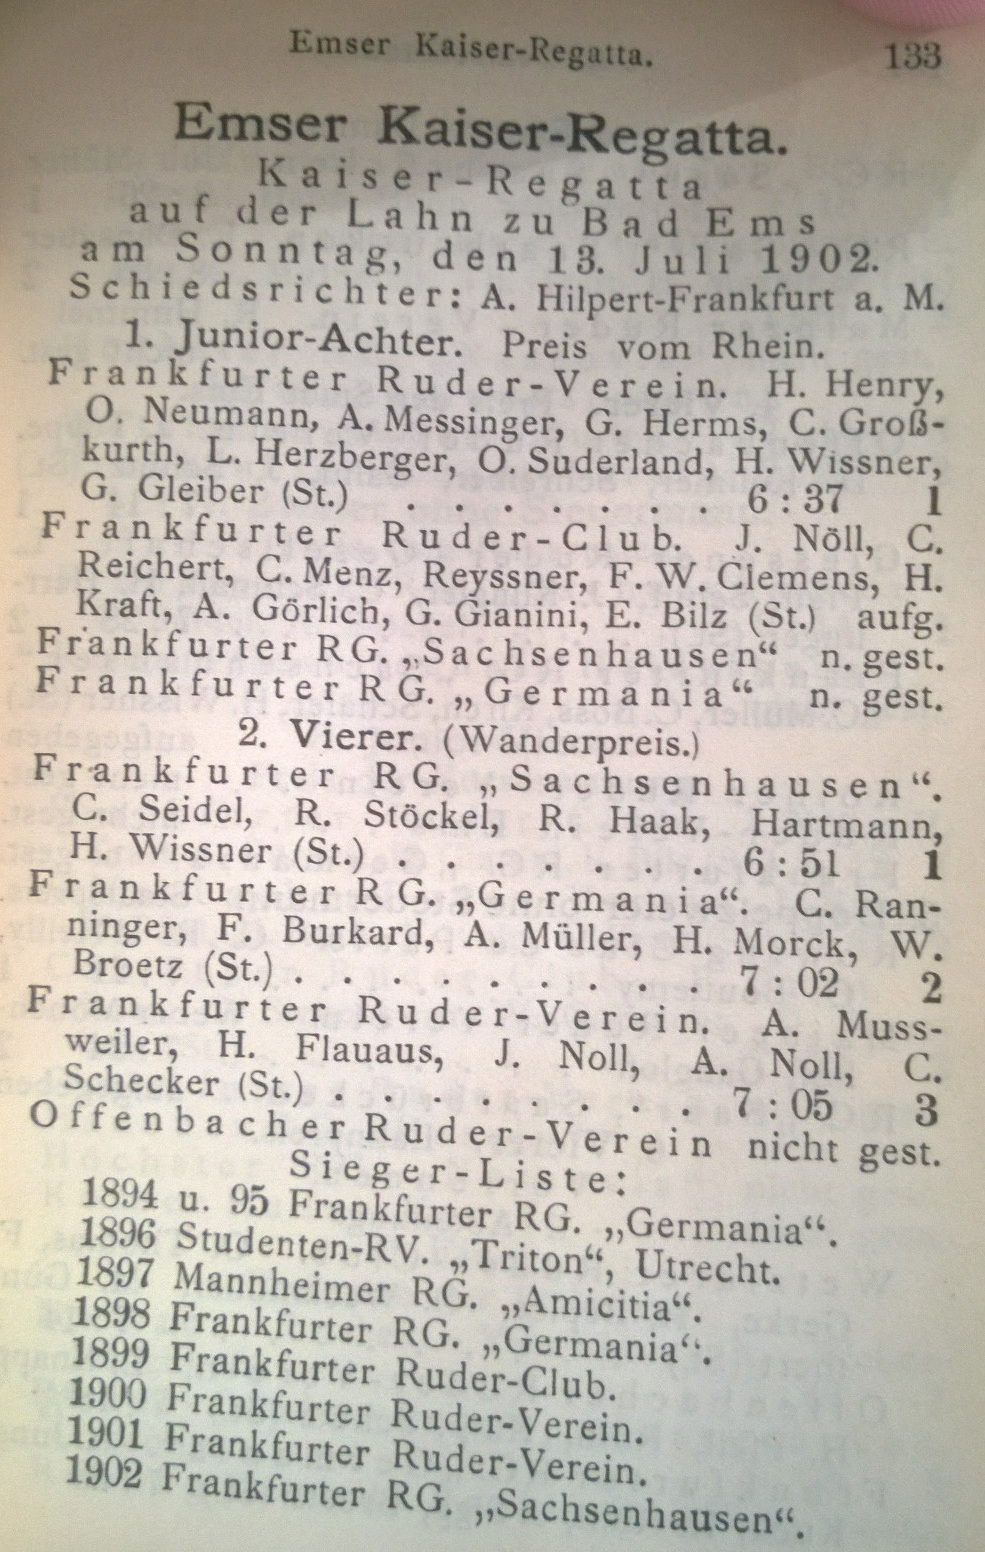 Emser Kaiser-Regatta. 133
Emser Kaiser-Regatta.
Kaiser-Regatta
auf der Lahn zu Bad Ems
am Sonntag, den 13. Juli 1902.
Schiedsrichter: A. Hilpert-Frankfurt a. M.
1. Junior-Achter. Preis vom Rhein.
Frankfurter Ruder-Verein. H. Henry,
O. Neumann, A. Messinger, G. Herms, C. Groß-
kurth, L. Herzberger, O. Suderland, H. Wissner,
G. Gleiber (St.) . . . . . . . 6 : 37 1
Frankfurter Ruder-Club. J. Nöll, C.
Reichert, C. Menz, Reyssner, F. W. Clemens, H.
Kraft, A. Görlich, G. Gianini, E. Bilz (St.) aufg.
Frankfurter RG. „Sachsenhausen“ n. gest.
Frankfurter RG. „Germania“ n. gest.
2. Vierer. (Wanderpreis.)
Frankfurter RG. „Sachsenhausen“.
C. Seidel, R. Stöckel, R. Haak, Hartmann,
H. Wissner (St.) . . . . . . . 6 : 51 1
Frankfurter RG. „Germania“. C. Ran-
ninger, F. Burkard, A. Müller, H. Morck, W.
Broetz (St.) . . . . . . . . . 7 : 02 2
Frankfurter Ruder-Verein. A. Muss-
weiler, H. Flauaus, J. Noll, A. Noll, C.
Schecker (St.) . . . . . . . . 7 : 05 3
Offenbacher Ruder-Verein nicht gest.
Sieger-Liste:
1894 u. 95 Frankfurter RG. „Germania“.
1896 Studenten-RV. „Triton“, Utrecht.
1897 Mannheimer RG. „Amicitia“.
1898 Frankfurter RG. „Germania“.
1899 Frankfurter Ruder-Club.
1900 Frankfurter Ruder-Verein.
1901 Frankfurter Ruder-Verein.
1902 Frankfurter RG. „Sachsenhausen“.